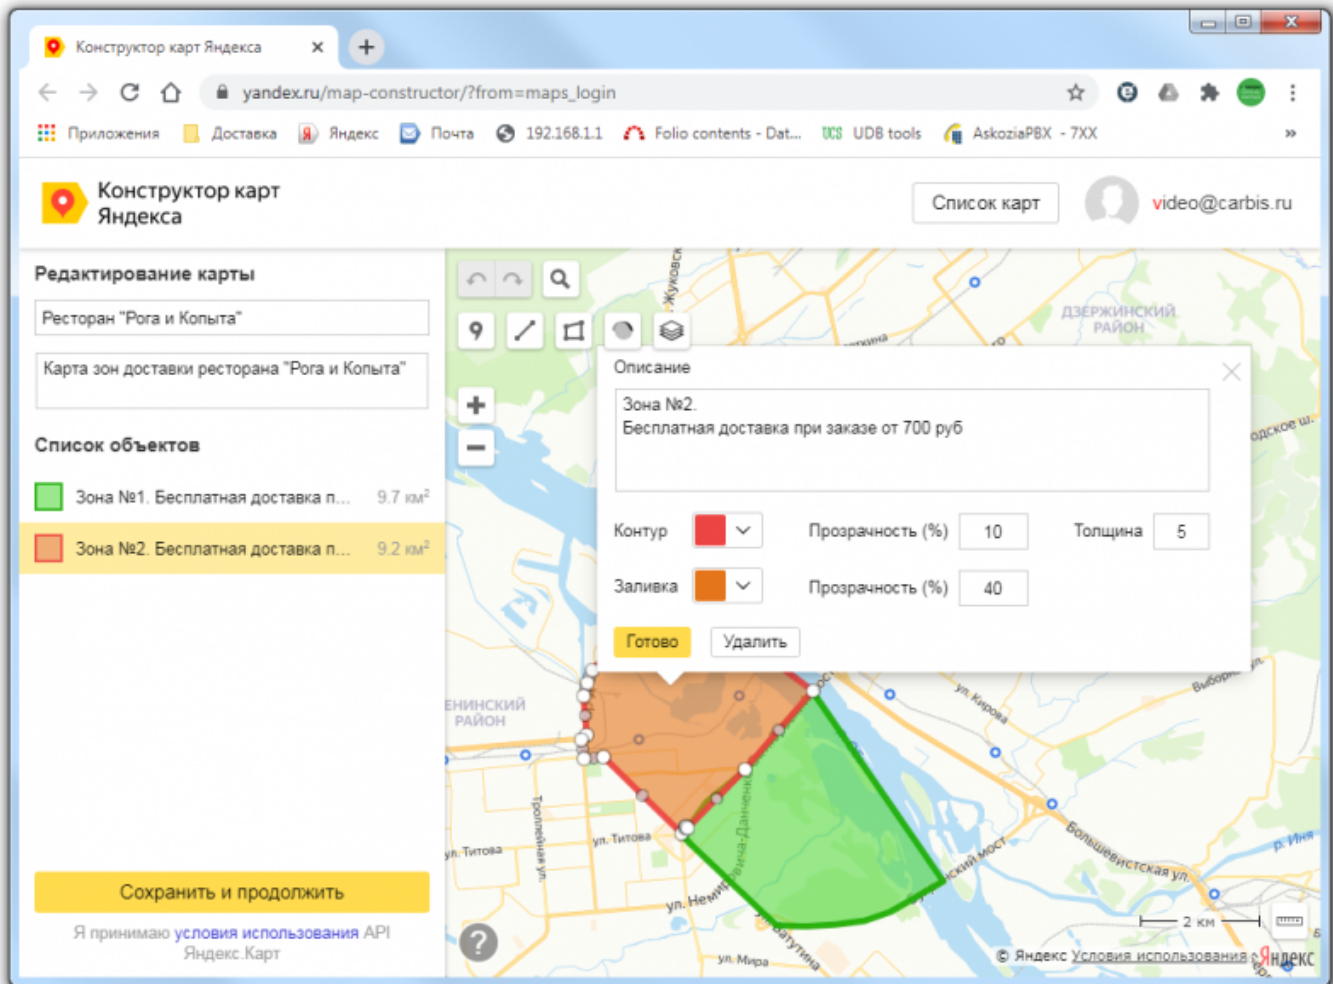 Конструктор карт Яндекса
yandex.ru/map-constructor/?from=maps_login
Приложения
Доставка
Яндекс
Почта
192.168.1.1
Folio contents - Dat...
UCS UDB tools
AskoziaPBX - 7XX
»
Конструктор карт
Яндекса
Список карт
video@carbis.ru
Редактирование карты
Ресторан "Рога и Копыта"
Карта зон доставки ресторана "Рога и Копыта"
Список объектов
Зона №1. Бесплатная доставка п... 9.7 км²
Зона №2. Бесплатная доставка п... 9.2 км²
Сохранить и продолжить
Я принимаю условия использования API
Яндекс.Карт
ДЗЕРЖИНСКИЙ
РАЙОН
Описание
Зона №2.
Бесплатная доставка при заказе от 700 руб
Контур
Прозрачность (%) 10
Толщина 5
Заливка
Прозрачность (%) 40
Готово
Удалить
ЕНИНСКИЙ
РАЙОН
ул. Кирова
Троллейная ул.
ул. Титова
ул. Титова
Большевистская ул.
р. Иня
ул. Мира
2 км
?
© Яндекс Условия использования
Яндекс